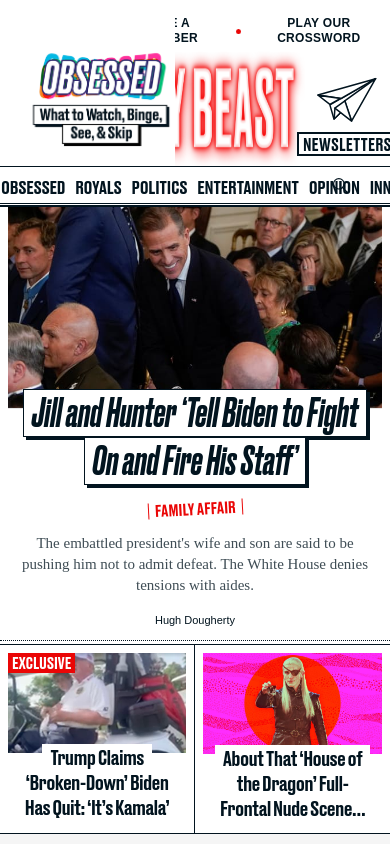 E A
BER
PLAY OUR
CROSSWORD
OBSESSED
What to Watch, Binge,
See, & Skip
Y BEAST
NEWSLETTERS
OBSESSED ROYALS POLITICS ENTERTAINMENT OPINION INN
Jill and Hunter ‘Tell Biden to Fight
On and Fire His Staff’
FAMILY AFFAIR
The embattled president's wife and son are said to be
pushing him not to admit defeat. The White House denies
tensions with aides.
Hugh Dougherty
EXCLUSIVE
Trump Claims
‘Broken-Down’ Biden
Has Quit: ‘It’s Kamala’
About That ‘House of
the Dragon’ Full-
Frontal Nude Scene...